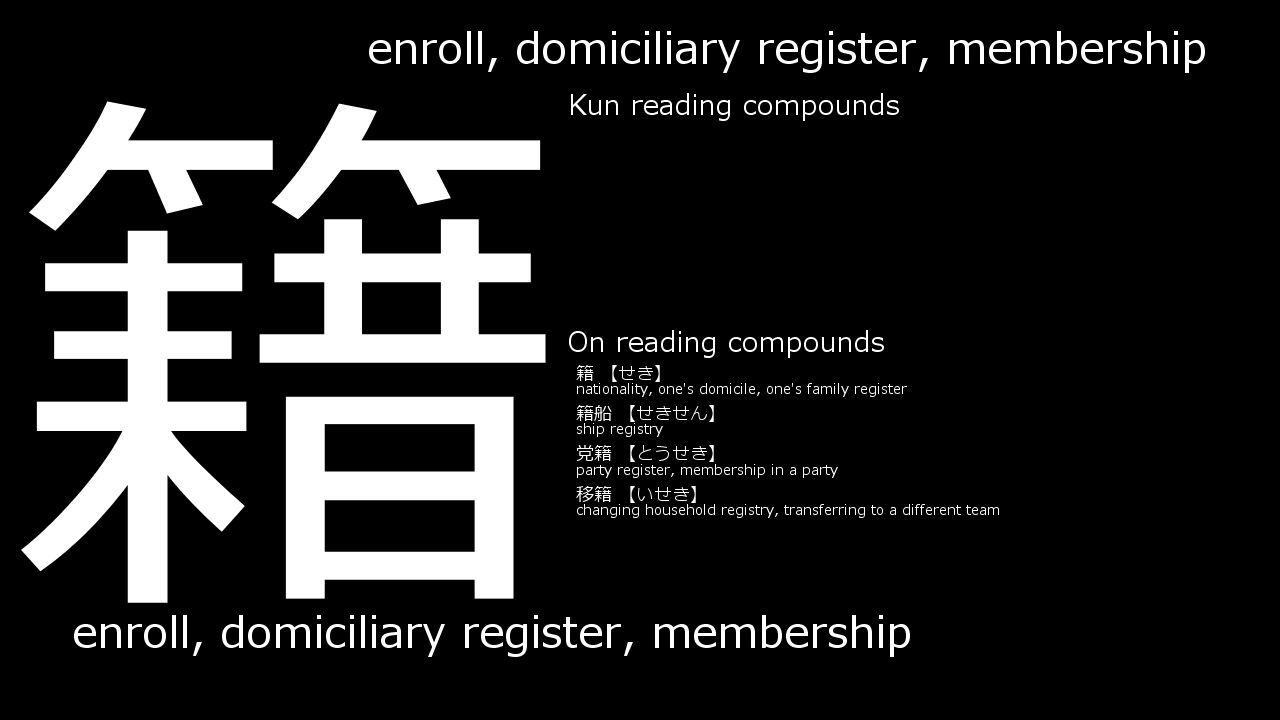 enroll, domiciliary register, membership
籍
Kun reading compounds
On reading compounds
籍 【せき】
nationality, one's domicile, one's family register
籍船 【せきせん】
ship registry
党籍 【とうせき】
party register, membership in a party
移籍 【いせき】
changing household registry, transferring to a different team
enroll, domiciliary register, membership